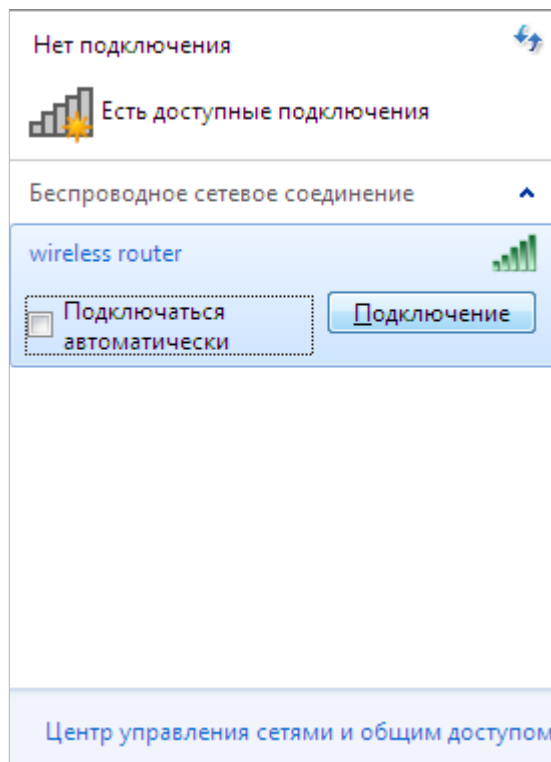 Нет подключения
Есть доступные подключения
Беспроводное сетевое соединение
wireless router
Подключаться
автоматически
Подключение
Центр управления сетями и общим доступом